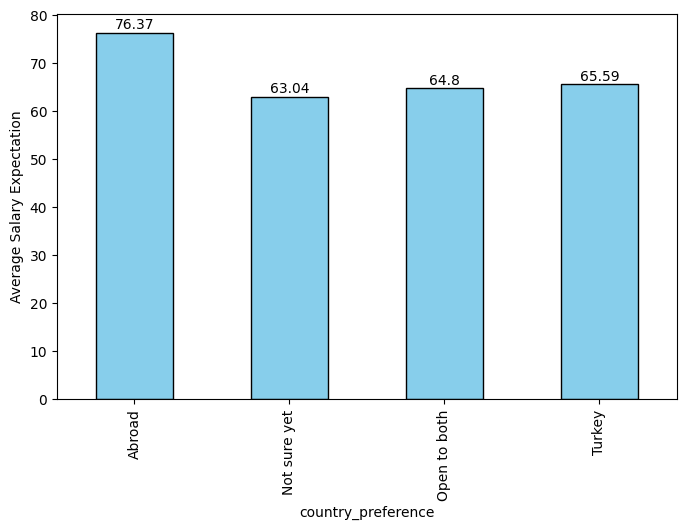 Average Salary Expectation
80
70
60
50
40
30
20
10
0
76.37
63.04
64.8
65.59
Abroad
Not sure yet
Open to both
Turkey
country_preference